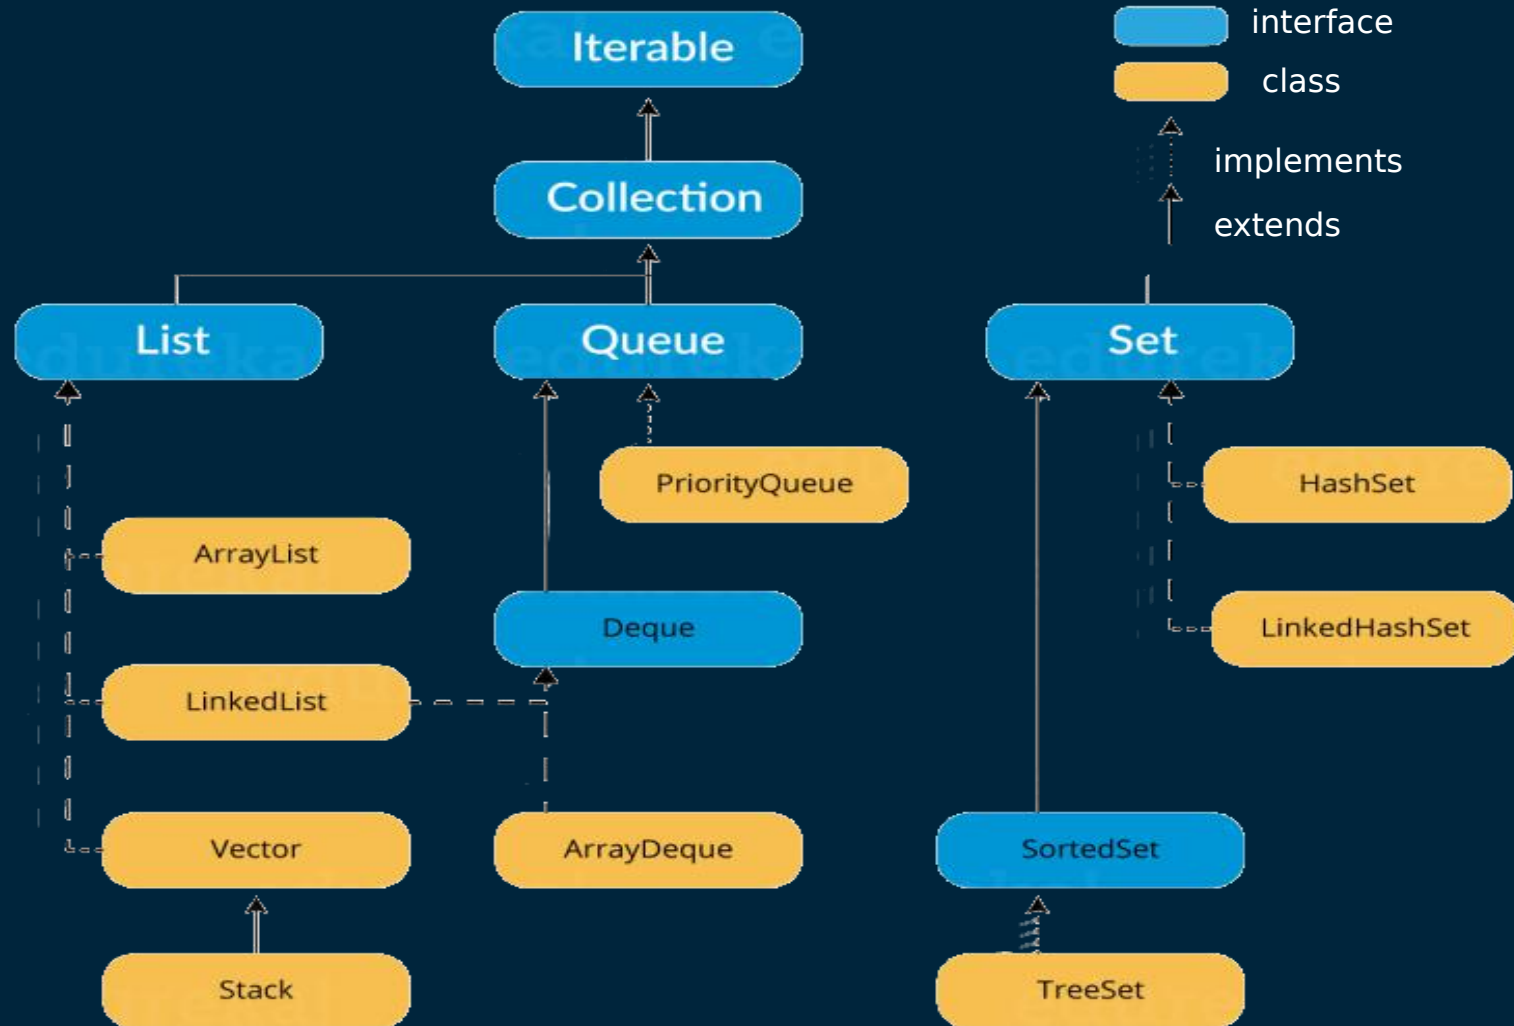 Iterable
interface
class
Collection
implements
extends
List
Queue
Set
PriorityQueue
HashSet
ArrayList
Deque
LinkedHashSet
LinkedList
Vector
ArrayDeque
SortedSet
Stack
TreeSet